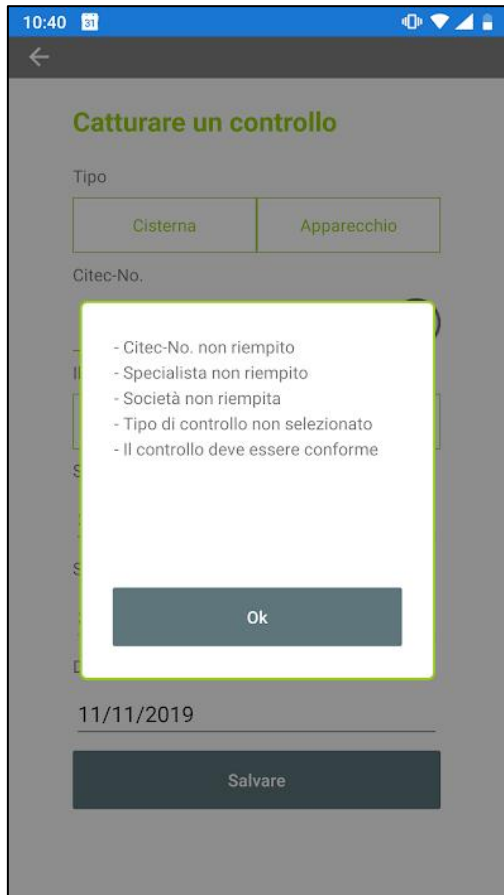 10:40 31
Catturare un controllo
Tipo
Cisterna Apparecchio
Citec-No.
- Citec-No. non riempito
- Specialista non riempito
- Società non riempita
- Tipo di controllo non selezionato
- Il controllo deve essere conforme
Ok
11/11/2019
Salvare